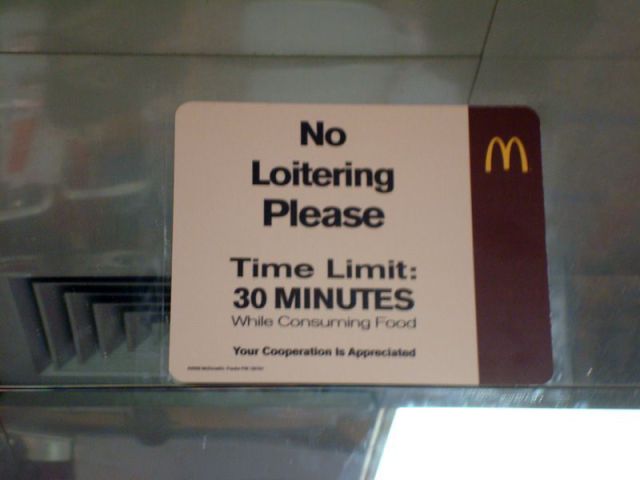 No
Loitering
Please
Time Limit:
30 MINUTES
While Consuming Food
Your Cooperation Is Appreciated